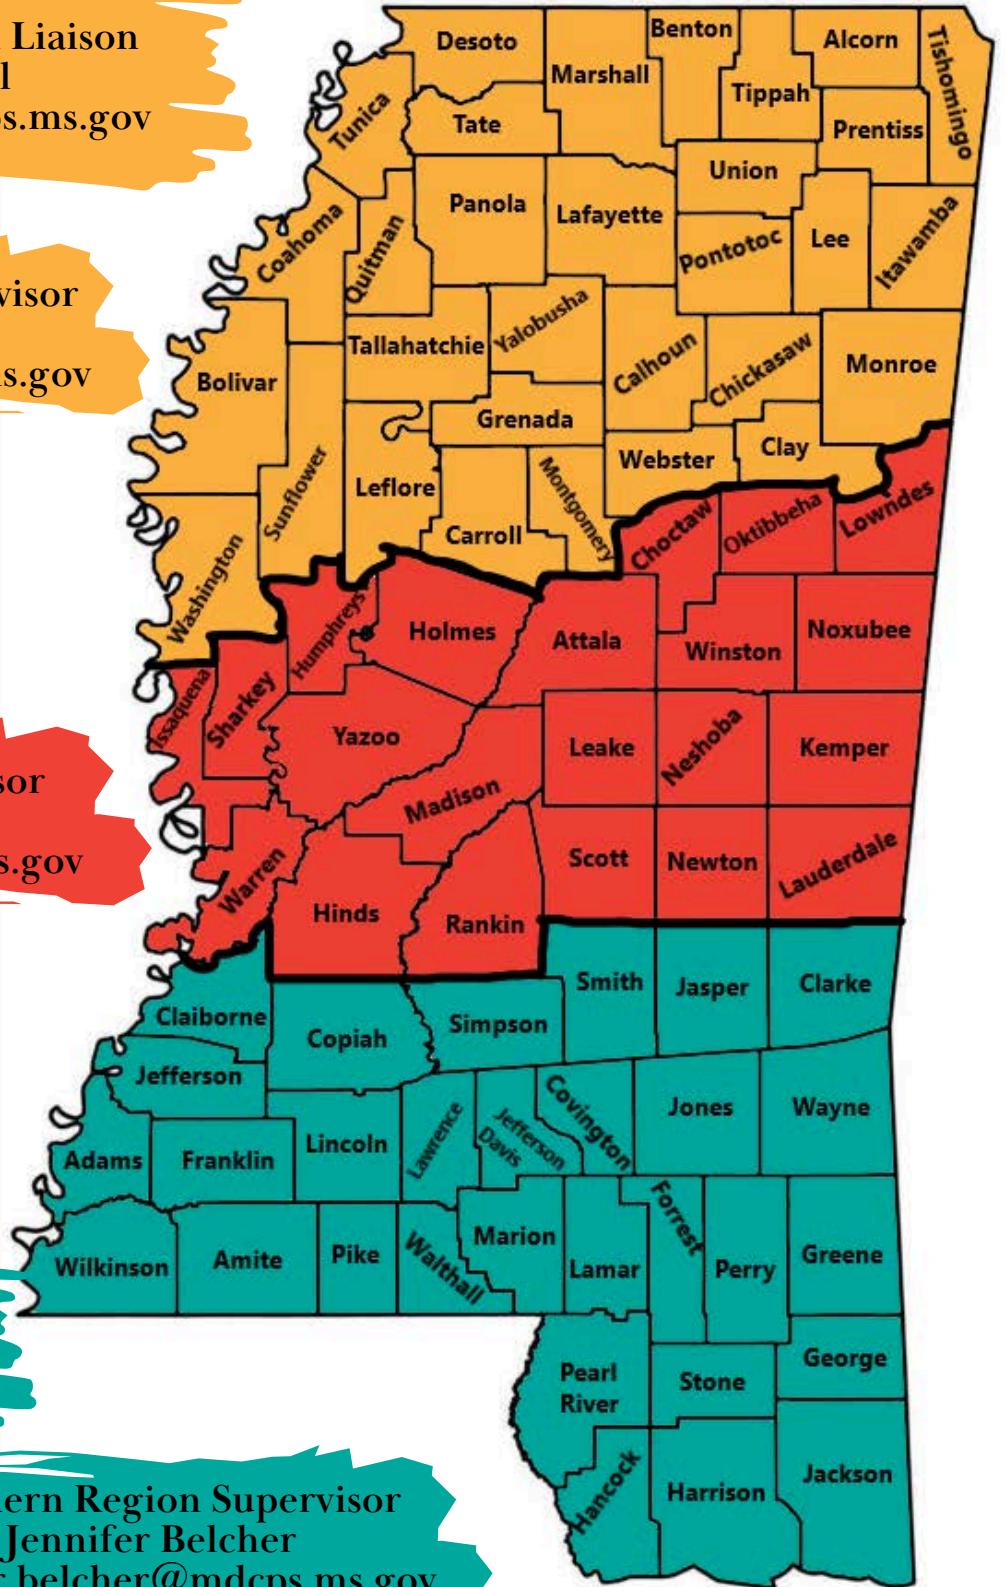 Liaison
l
s.ms.gov
visor
s.gov
sor
s.gov
ern Region Supervisor
Jennifer Belcher
r.belcher@mdcps.ms.gov
Desoto
Marshall
Benton
Tippah
Alcorn
Tishomingo
Tunica
Tate
Prentiss
Union
Panola
Lafayette
Pontotoc
Lee
Itawamba
Coahoma
Quitman
Bolivar
Tallahatchie
Yalobusha
Calhoun
Chickasaw
Monroe
Grenada
Clay
Webster
Sunflower
Leflore
Carroll
Montgomery
Washington
Choctaw
Oktibbeha
Lowndes
Humphreys
Holmes
Attala
Winston
Noxubee
Issaquena
Sharkey
Yazoo
Madison
Leake
Neshoba
Kemper
Warren
Hinds
Rankin
Scott
Newton
Lauderdale
Smith
Jasper
Clarke
Claiborne
Copiah
Simpson
Jefferson
Adams
Franklin
Lincoln
Lawrence
Jefferson
Davis
Covington
Jones
Wayne
Wilkinson
Amite
Pike
Walthall
Marion
Lamar
Forrest
Perry
Greene
Pearl
River
Stone
George
Hancock
Harrison
Jackson